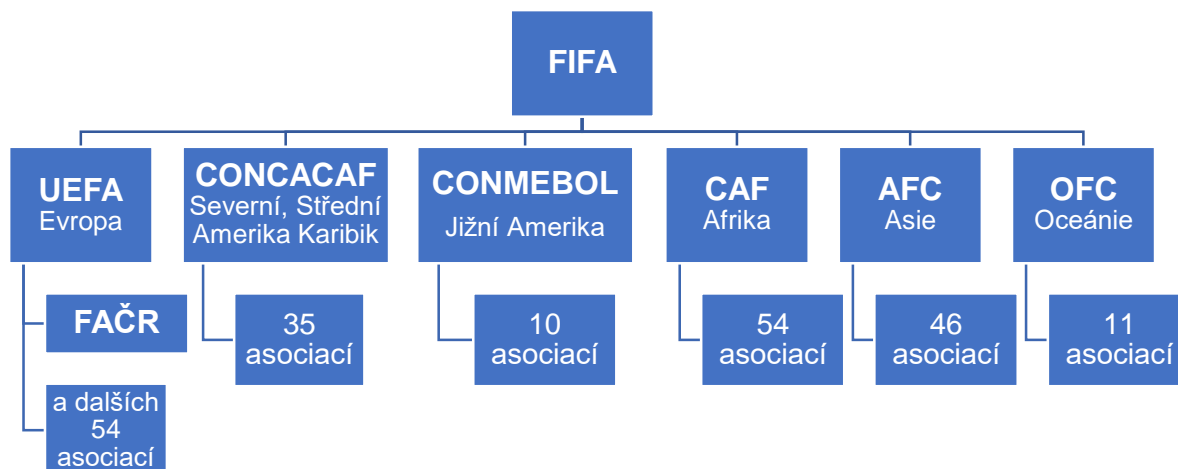 FIFA
UEFA
Evropa
CONCACAF
Severní, Střední
Amerika Karibik
CONMEBOL
Jižní Amerika
CAF
Afrika
AFC
Asie
OFC
Oceánie
FAČR
a dalších
54
asociací
35
asociací
10
asociací
54
asociací
46
asociací
11
asociací